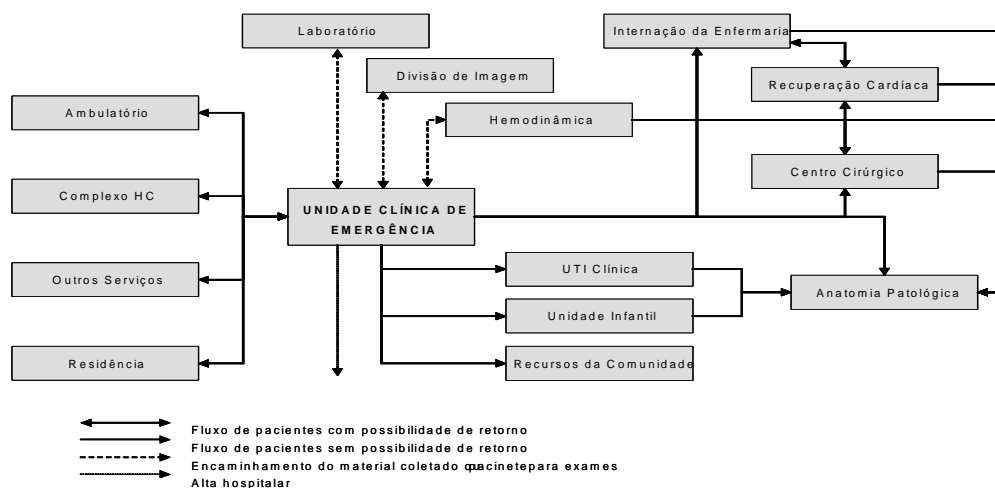 Laboratório
Internação da Enfermaria
Divisão de Imagem
Recuperação Cardíaca
Ambulatório
Hemodinâmica
Complexo HC
Centro Cirúrgico
UNIDADE CLÍNICA DE
EMERGÊNCIA
Outros Serviços
UTI Clínica
Anatomia Patológica
Unidade Infantil
Residência
Recursos da Comunidade
Fluxo de pacientes com possibilidade de retorno
Fluxo de pacientes sem possibilidade de retorno
Encaminhamento do material coletado para exames
Alta hospitalar